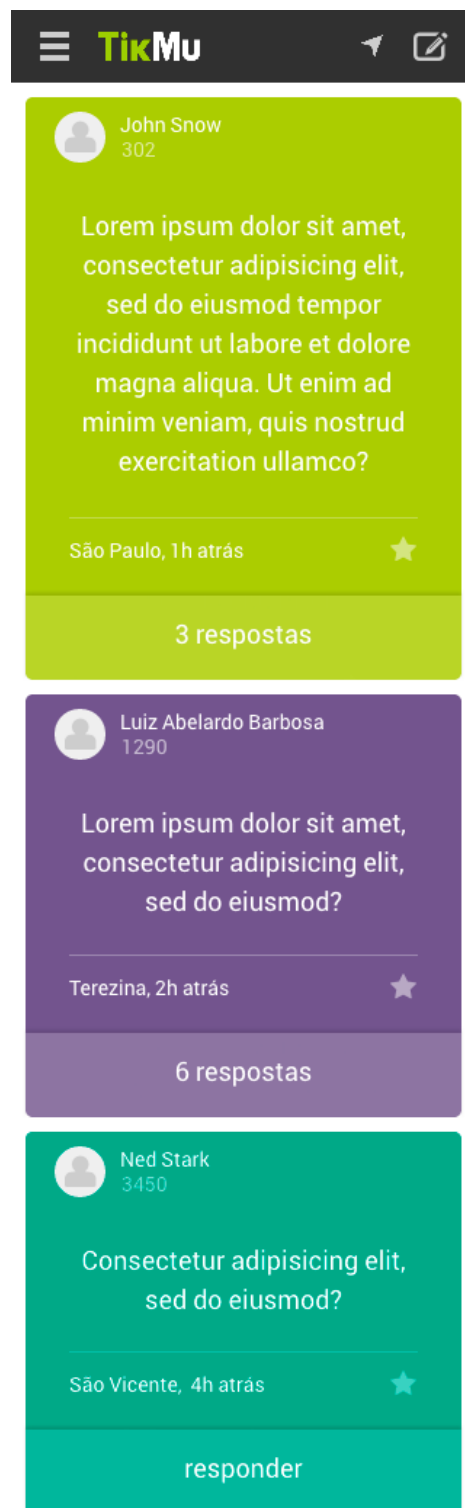 TikMu
John Snow
302
Lorem ipsum dolor sit amet,
consectetur adipisicing elit,
sed do eiusmod tempor
incididunt ut labore et dolore
magna aliqua. Ut enim ad
minim veniam, quis nostrud
exercitation ullamco?
São Paulo, 1h atrás
3 respostas
Luiz Abelardo Barbosa
1290
Lorem ipsum dolor sit amet,
consectetur adipisicing elit,
sed do eiusmod?
Terezina, 2h atrás
6 respostas
Ned Stark
3450
Consectetur adipisicing elit,
sed do eiusmod?
São Vicente, 4h atrás
responder